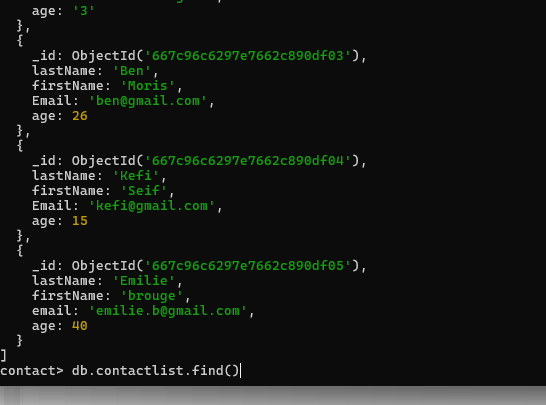 age: '3'
},
{
_id: ObjectId('667c96c6297e7662c890df03'),
lastName: 'Ben',
firstName: 'Moris',
Email: 'ben@gmail.com',
age: 26
},
{
_id: ObjectId('667c96c6297e7662c890df04'),
lastName: 'Kefi',
firstName: 'Seif',
Email: 'kefi@gmail.com',
age: 15
},
{
_id: ObjectId('667c96c6297e7662c890df05'),
lastName: 'Emilie',
firstName: 'brouge',
email: 'emilie.b@gmail.com',
age: 40
}
]
contact> db.contactlist.find()